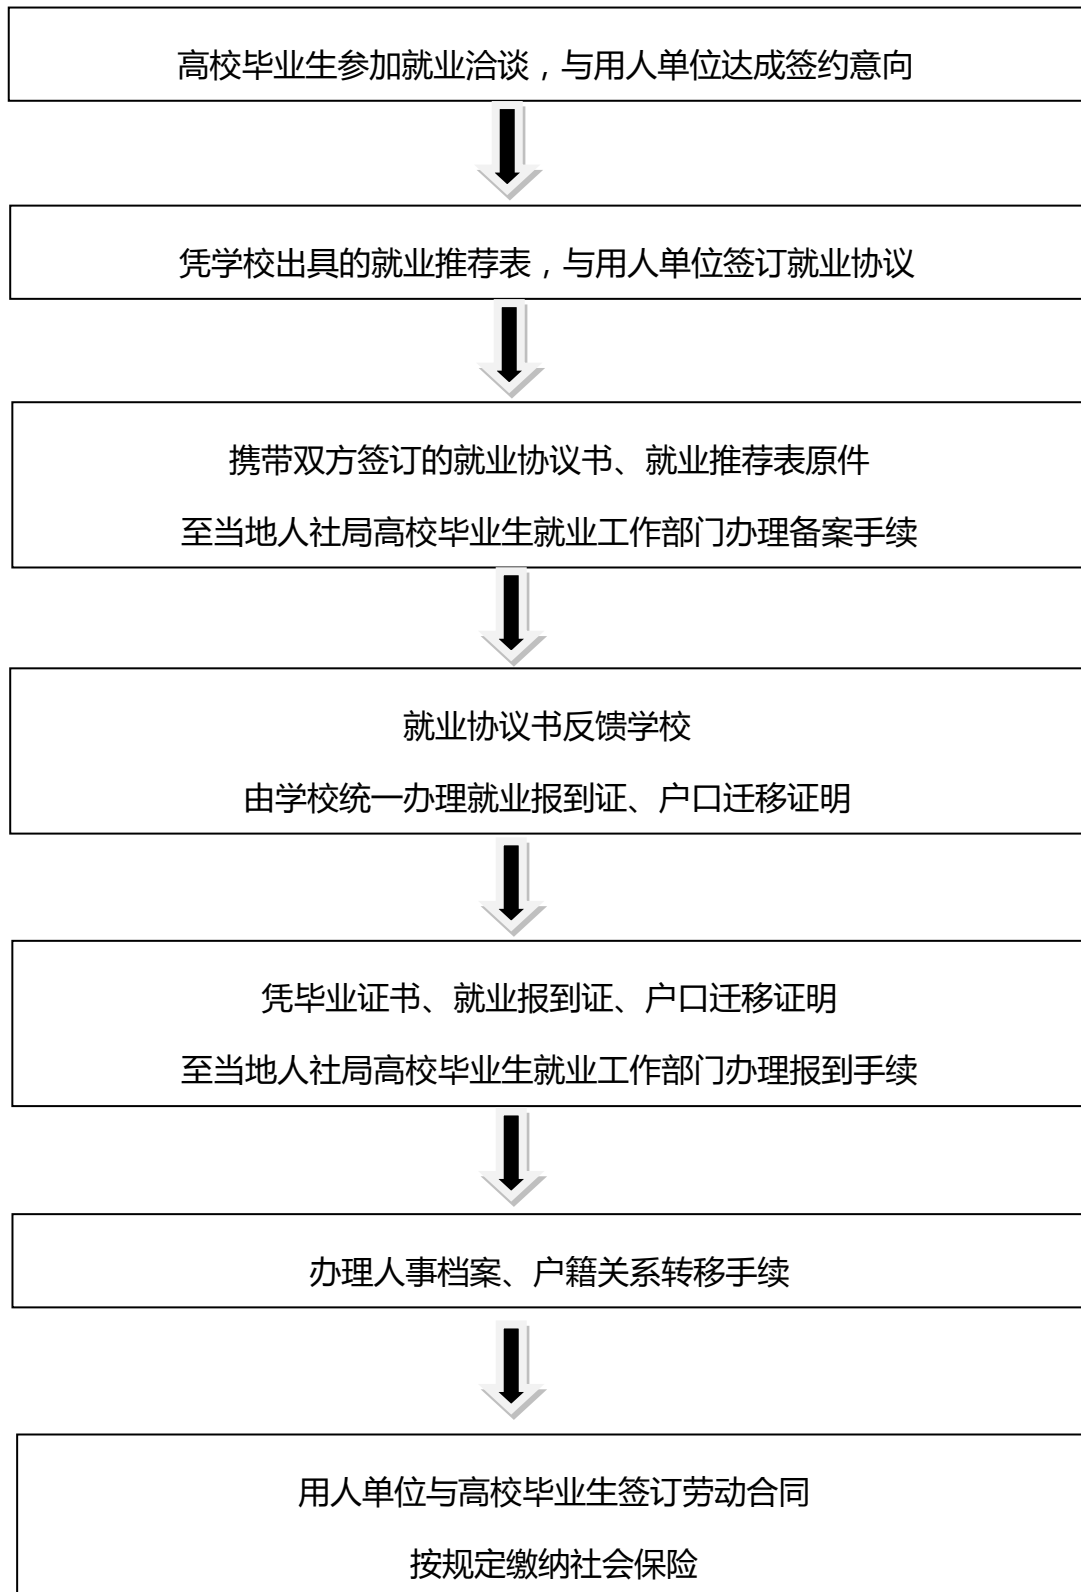 高校毕业生参加就业洽谈，与用人单位达成签约意向
凭学校出具的就业推荐表，与用人单位签订就业协议
携带双方签订的就业协议书、就业推荐表原件
至当地人社局高校毕业生就业工作部门办理备案手续
就业协议书反馈学校
由学校统一办理就业报到证、户口迁移证明
凭毕业证书、就业报到证、户口迁移证明
至当地人社局高校毕业生就业工作部门办理报到手续
办理人事档案、户籍关系转移手续
用人单位与高校毕业生签订劳动合同
按规定缴纳社会保险